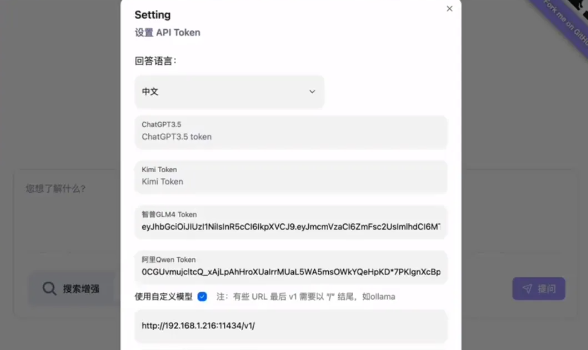 Setting
设置 API Token
Fork me on GitHub
回答语言：
中文
ChatGPT3.5
ChatGPT3.5 token
Kimi Token
Kimi Token
智普GLM4 Token
阿里Qwen Token
您想了解什么?
搜索增强
提问
使用自定义模型 注：有些 URL 最后 v1 需要以 "/" 结尾，如ollama
http://192.168.1.216:11434/v1/